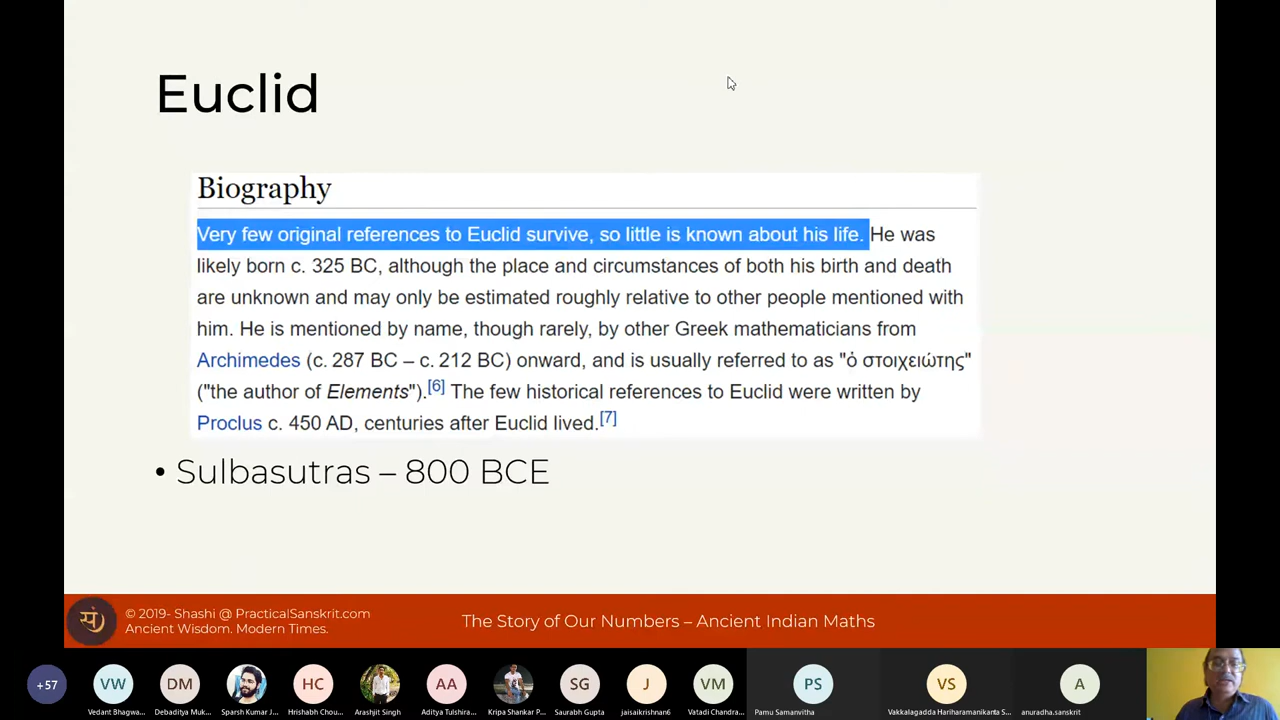 Euclid
Biography
Very few original references to Euclid survive, so little is known about his life. He was
likely born c. 325 BC, although the place and circumstances of both his birth and death
are unknown and may only be estimated roughly relative to other people mentioned with
him. He is mentioned by name, though rarely, by other Greek mathematicians from
Archimedes (c. 287 BC – c. 212 BC) onward, and is usually referred to as "ὁ στοιχειώτης"
("the author of Elements").[6] The few historical references to Euclid were written by
Proclus c. 450 AD, centuries after Euclid lived.[7]
• Sulbasutras – 800 BCE
© 2019- Shashi @ PracticalSanskrit.com
Ancient Wisdom. Modern Times.
The Story of Our Numbers – Ancient Indian Maths
+57 VW DM HC AA SG J VM PS VS A
Vedant Bhagwa... Debaditya Muk... Sparsh Kumar J... Hrishabh Chou... Arashjit Singh Aditya Tulshira... Kripa Shankar P... Saurabh Gupta jaisaikrishnan6 Vatadi Chandra... Pamu Samanvitha Vakkalagadda Hariharamanikanta S... anuradha.sanskrit